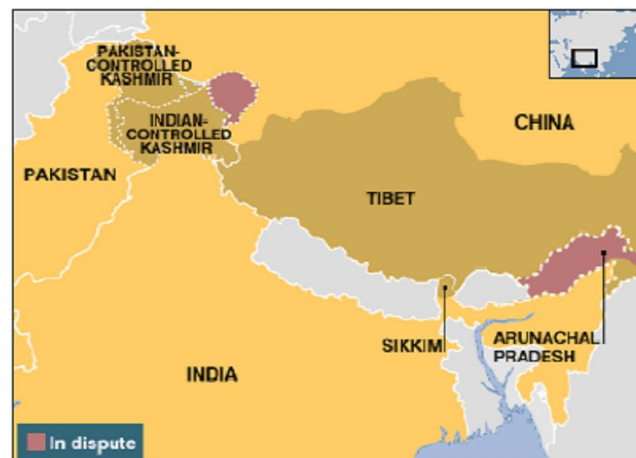 PAKISTAN-
CONTROLLED
KASHMIR
INDIAN-
CONTROLLED
KASHMIR
CHINA
PAKISTAN
TIBET
SIKKIM
ARUNACHAL
PRADESH
INDIA
In dispute